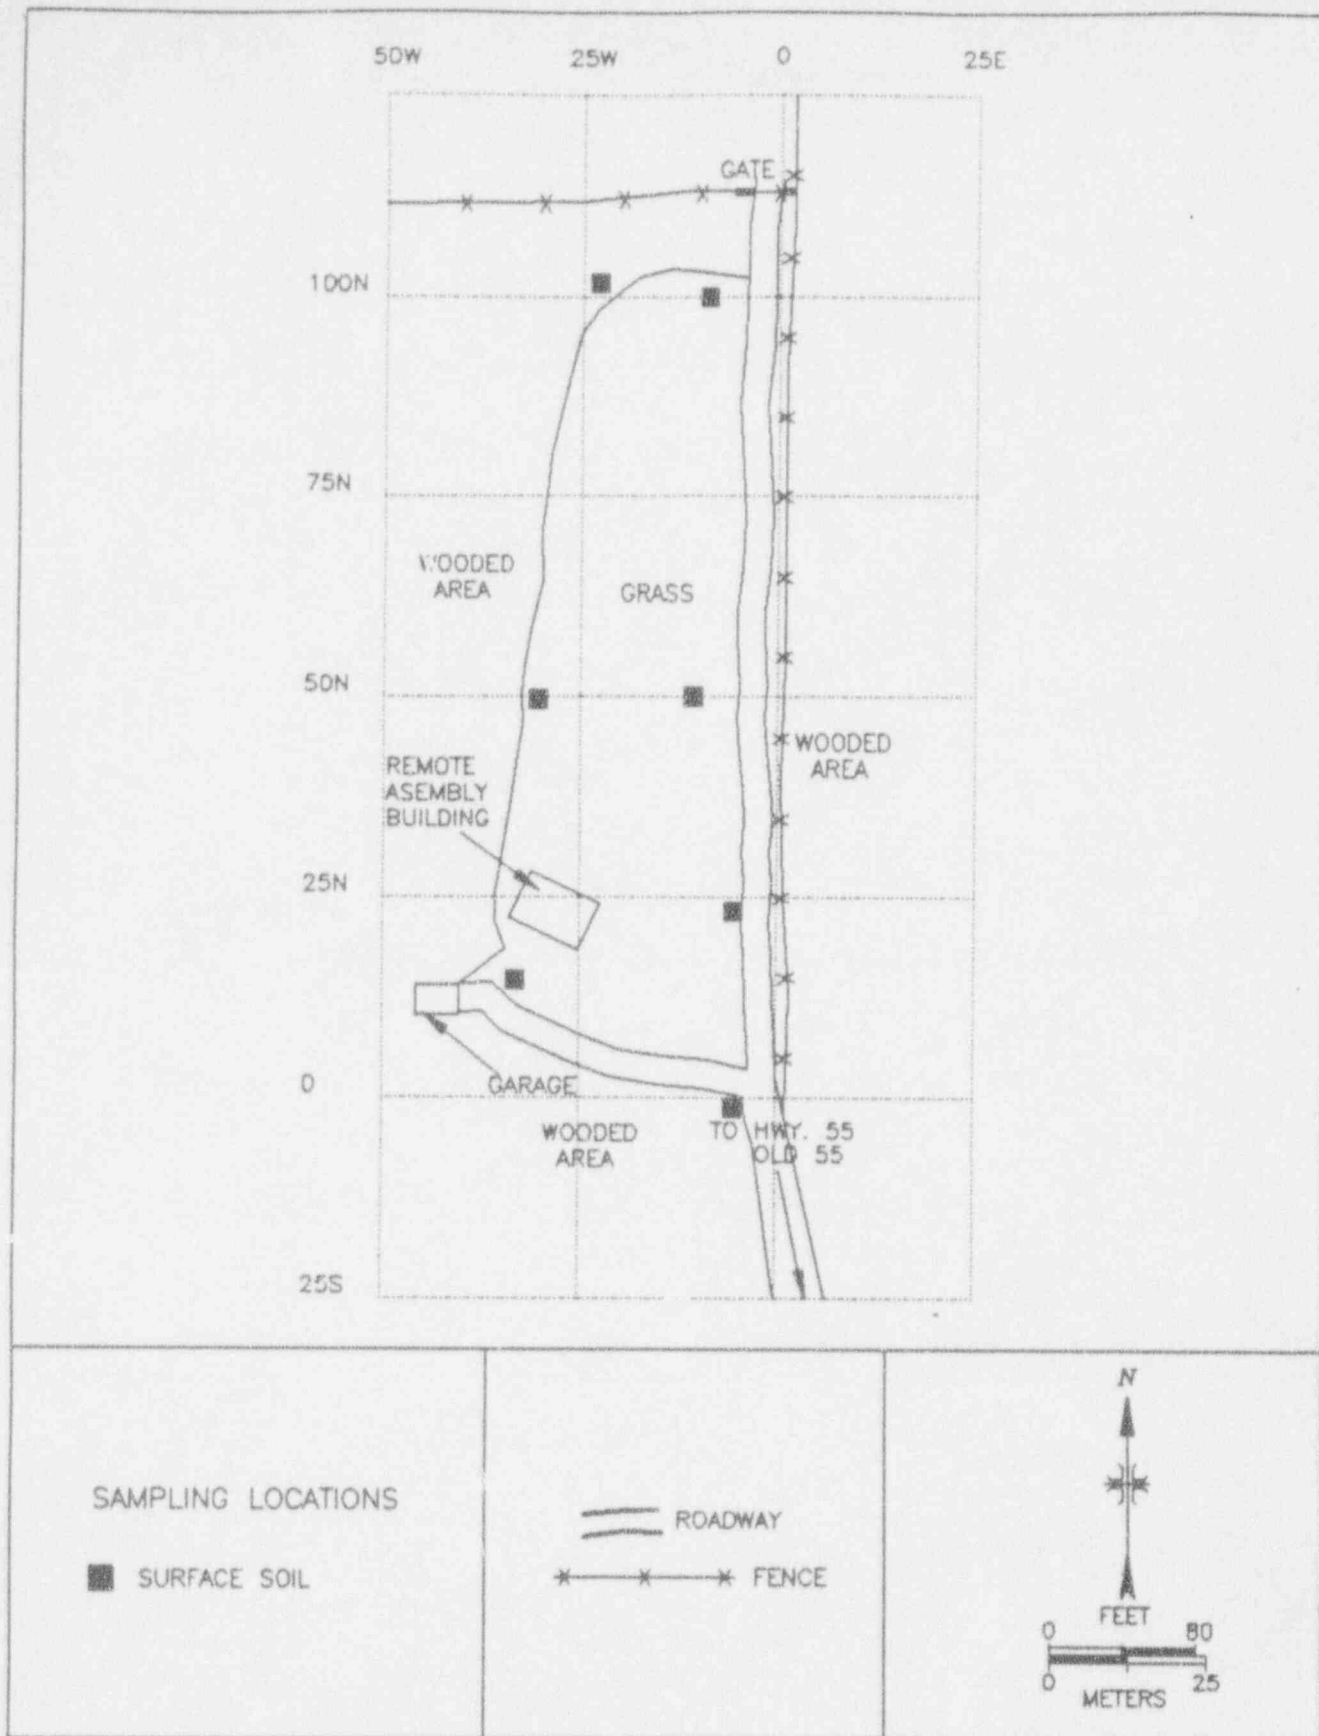 50W 25W 0 25E
GATE
100N
75N
WOODED
AREA
GRASS
50N
WOODED
AREA
REMOTE
ASEMBLY
BUILDING
25N
0
GARAGE
WOODED
AREA
TO HWY. 55
OLD 55
25S
SAMPLING LOCATIONS
SURFACE SOIL
ROADWAY
FENCE
N
FEET
0 80
0 25
METERS